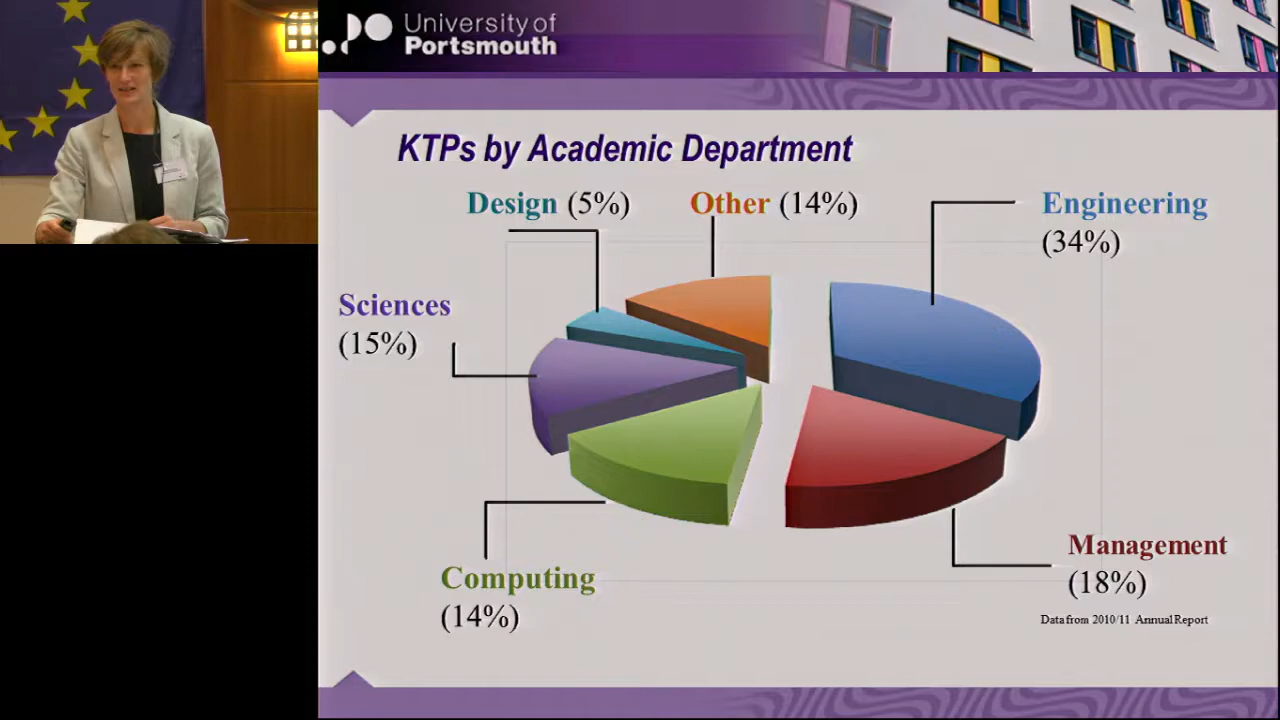 University of
Portsmouth
KTPs by Academic Department
Design (5%)
Other (14%)
Engineering
(34%)
Sciences
(15%)
Computing
(14%)
Management
(18%)
Data from 2010/11 Annual Report